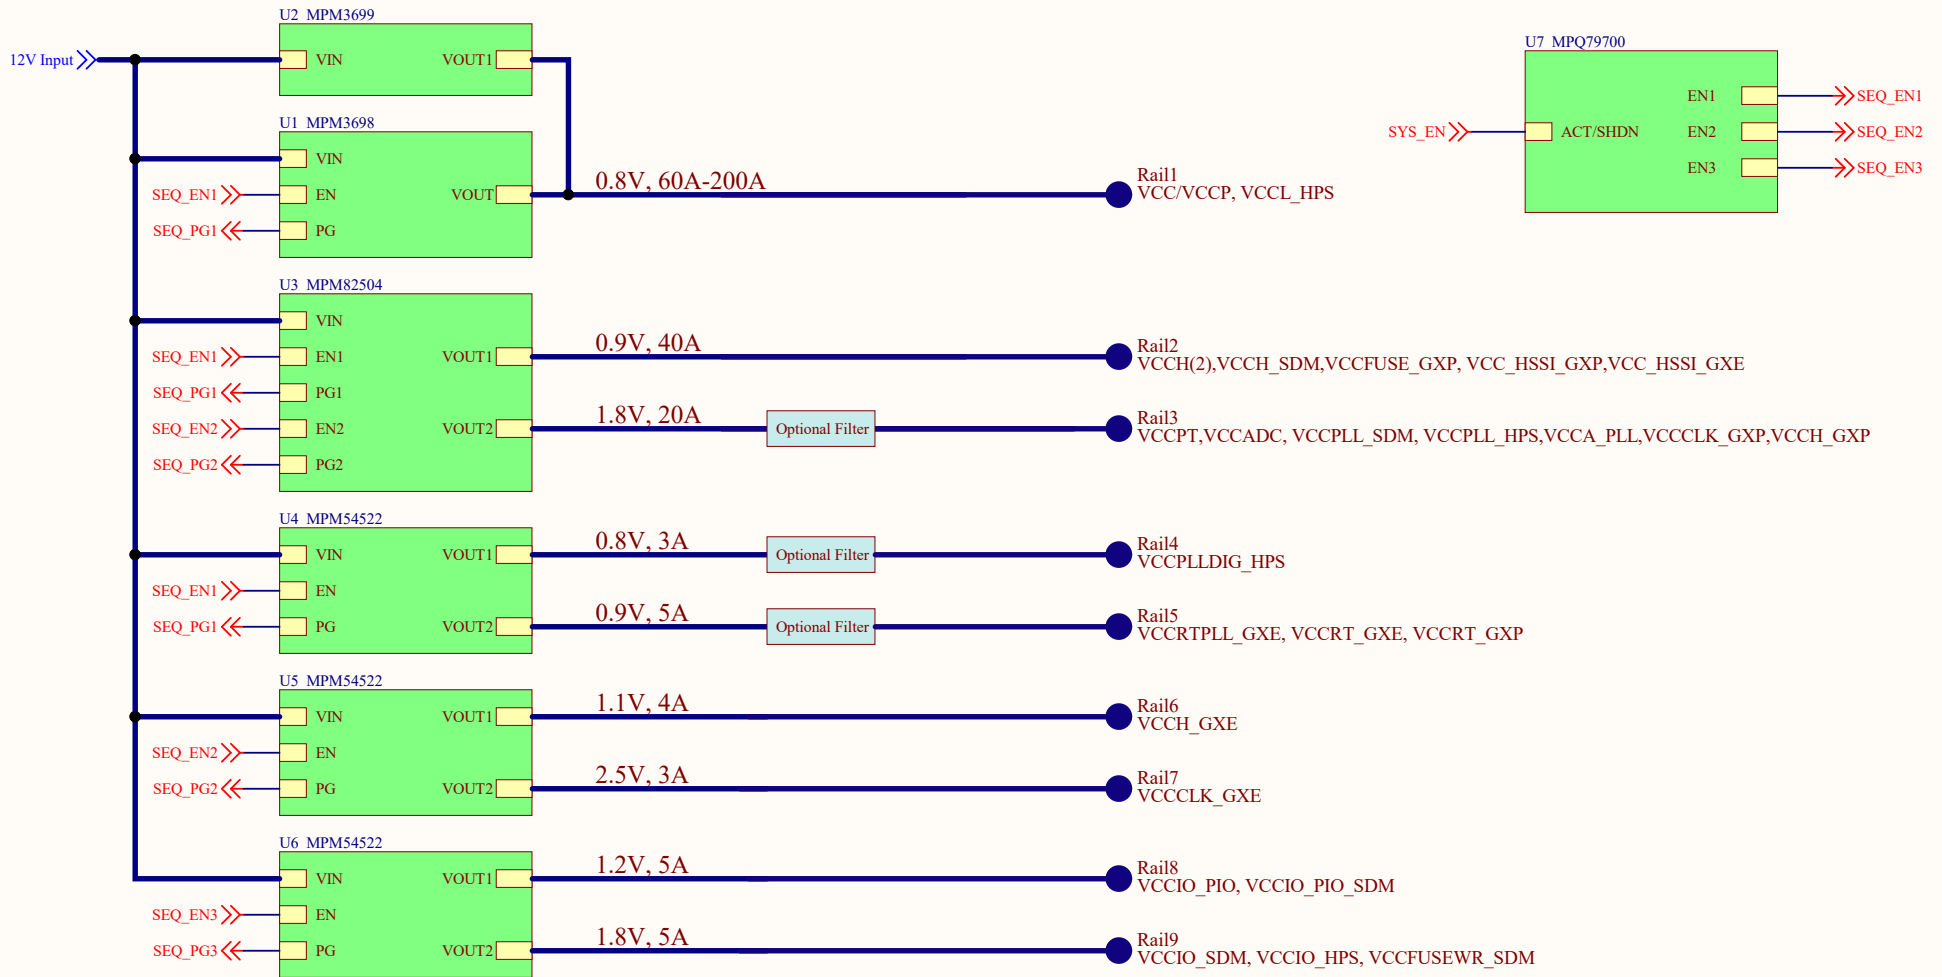 U2 MPM3699
12V Input
VIN
VOUT1
U1 MPM3698
VIN
SEQ_EN1
EN
VOUT
SEQ_PG1
PG
0.8V, 60A-200A
Rail1
VCC/VCCP, VCCL_HPS
U7 MPQ79700
SYS_EN
ACT/SHDN
EN1
SEQ_EN1
EN2
SEQ_EN2
EN3
SEQ_EN3
U3 MPM82504
VIN
SEQ_EN1
EN1
VOUT1
SEQ_PG1
PG1
SEQ_EN2
EN2
VOUT2
SEQ_PG2
PG2
0.9V, 40A
Rail2
VCCH(2),VCCH_SDM,VCCFUSE_GXP, VCC_HSSI_GXP,VCC_HSSI_GXE
1.8V, 20A
Optional Filter
Rail3
VCCPT,VCCADC, VCCPLL_SDM, VCCPLL_HPS,VCCA_PLL,VCCCLK_GXP,VCCH_GXP
U4 MPM54522
VIN
VOUT1
SEQ_EN1
EN
SEQ_PG1
PG
VOUT2
0.8V, 3A
Optional Filter
Rail4
VCCPLLDIG_HPS
0.9V, 5A
Optional Filter
Rail5
VCCRTPLL_GXE, VCCRT_GXE, VCCRT_GXP
U5 MPM54522
VIN
VOUT1
SEQ_EN2
EN
SEQ_PG2
PG
VOUT2
1.1V, 4A
Rail6
VCCH_GXE
2.5V, 3A
Rail7
VCCCLK_GXE
U6 MPM54522
VIN
VOUT1
SEQ_EN3
EN
SEQ_PG3
PG
VOUT2
1.2V, 5A
Rail8
VCCIO_PIO, VCCIO_PIO_SDM
1.8V, 5A
Rail9
VCCIO_SDM, VCCIO_HPS, VCCFUSEWR_SDM